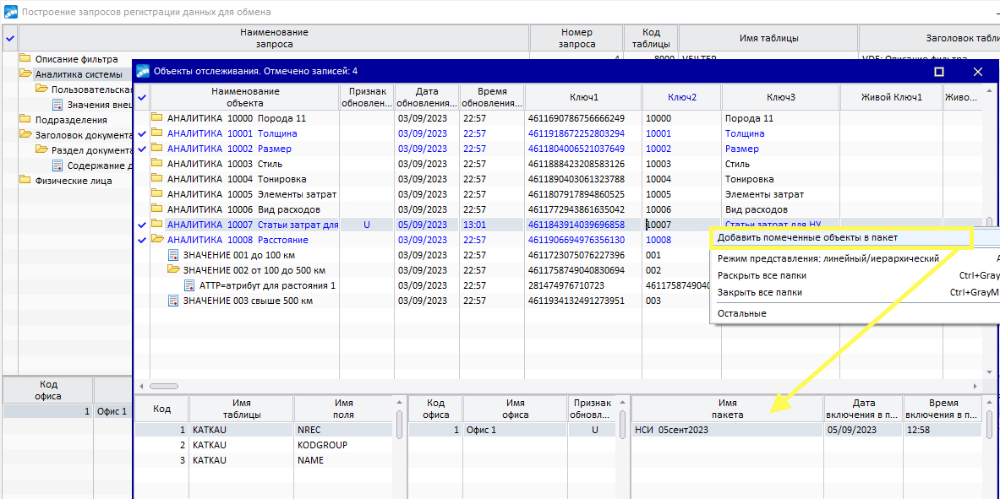 Построение запросов регистрации данных для обмена
Наименование запроса Номер запроса Код таблицы Имя таблицы Заголовок табли
Описание фильтра
Аналитика системы
Пользовательска
Значения внеш
Подразделения
Заголовок документа
Раздел документа
Содержание д
Физические лица
Объекты отслеживания. Отмечено записей: 4
Наименование объекта Признак обновлен... Дата обновления... Время обновления... Ключ1 Ключ2 Ключ3 Живой Ключ1 Живо...
АНАЛИТИКА 10000 Порода 11 03/09/2023 22:57 4611690786756666249 10000 Порода 11
АНАЛИТИКА 10001 Толщина 03/09/2023 22:57 4611918672252803294 10001 Толщина
АНАЛИТИКА 10002 Размер 03/09/2023 22:57 4611804006521037649 10002 Размер
АНАЛИТИКА 10003 Стиль 03/09/2023 22:57 4611888423208583126 10003 Стиль
АНАЛИТИКА 10004 Тонировка 03/09/2023 22:57 4611890403061323788 10004 Тонировка
АНАЛИТИКА 10005 Элементы затрат 03/09/2023 22:57 4611807917894860525 10005 Элементы затрат
АНАЛИТИКА 10006 Вид расходов 03/09/2023 22:57 4611772943861635042 10006 Вид расходов
АНАЛИТИКА 10007 Статьи затрат для U 05/09/2023 13:01 4611843914039696858 10007 Статьи затрат для НУ
АНАЛИТИКА 10008 Расстояние 03/09/2023 22:57 4611906694976356130 10008
ЗНАЧЕНИЕ 001 до 100 км 03/09/2023 22:57 4611723075076227396 001
ЗНАЧЕНИЕ 002 от 100 до 500 км 03/09/2023 22:57 4611758749040830694 002
АТТР=атрибут для растояния 1 03/09/2023 22:57 281474976710723 4611758749040
ЗНАЧЕНИЕ 003 свыше 500 км 03/09/2023 22:57 4611934132491273951 003
Добавить помеченные объекты в пакет
Режим представления: линейный/иерархический
Раскрыть все папки Ctrl+Gray
Закрыть все папки Ctrl+GrayM
Остальные
Код офиса
1 Офис 1
Код Имя таблицы Имя поля
1 KATKAU NREC
2 KATKAU KODGROUP
3 KATKAU NAME
Код офиса Имя офиса Признак обновл...
1 Офис 1 U
Имя пакета Дата включения в п... Время включения в п...
НСИ 05сент2023 05/09/2023 12:58